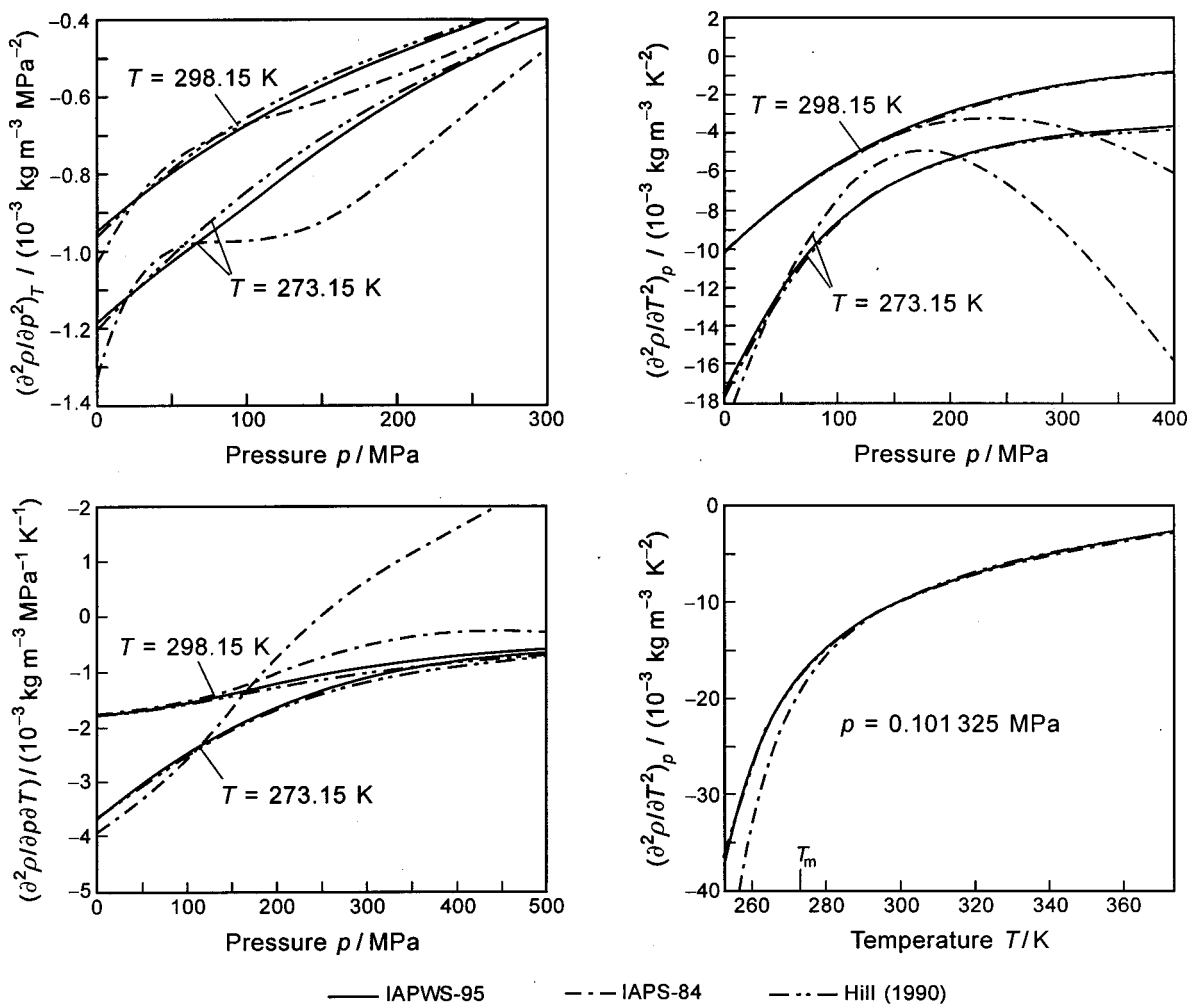 −0.4
−0.6
−0.8
−1.0
−1.2
−1.4
(∂²ρ/∂p²)T / (10⁻³ kg m⁻³ MPa⁻²)
T = 298.15 K
T = 273.15 K
0 100 200 300
Pressure p / MPa
2
0
−2
−4
−6
−8
−10
−12
−14
−16
−18
(∂²ρ/∂T²)p / (10⁻³ kg m⁻³ K⁻²)
T = 298.15 K
T = 273.15 K
0 100 200 300 400
Pressure p / MPa
−2
1
0
−1
−2
−3
−4
−5
(∂²ρ/∂p∂T) / (10⁻³ kg m⁻³ MPa⁻¹ K⁻¹)
T = 298.15 K
T = 273.15 K
0 100 200 300 400 500
Pressure p / MPa
0
−10
−20
−30
−40
(∂²ρ/∂T²)p / (10⁻³ kg m⁻³ K⁻²)
p = 0.101 325 MPa
Tm
260 280 300 320 340 360
Temperature T / K
IAPWS-95 IAPS-84 Hill (1990)